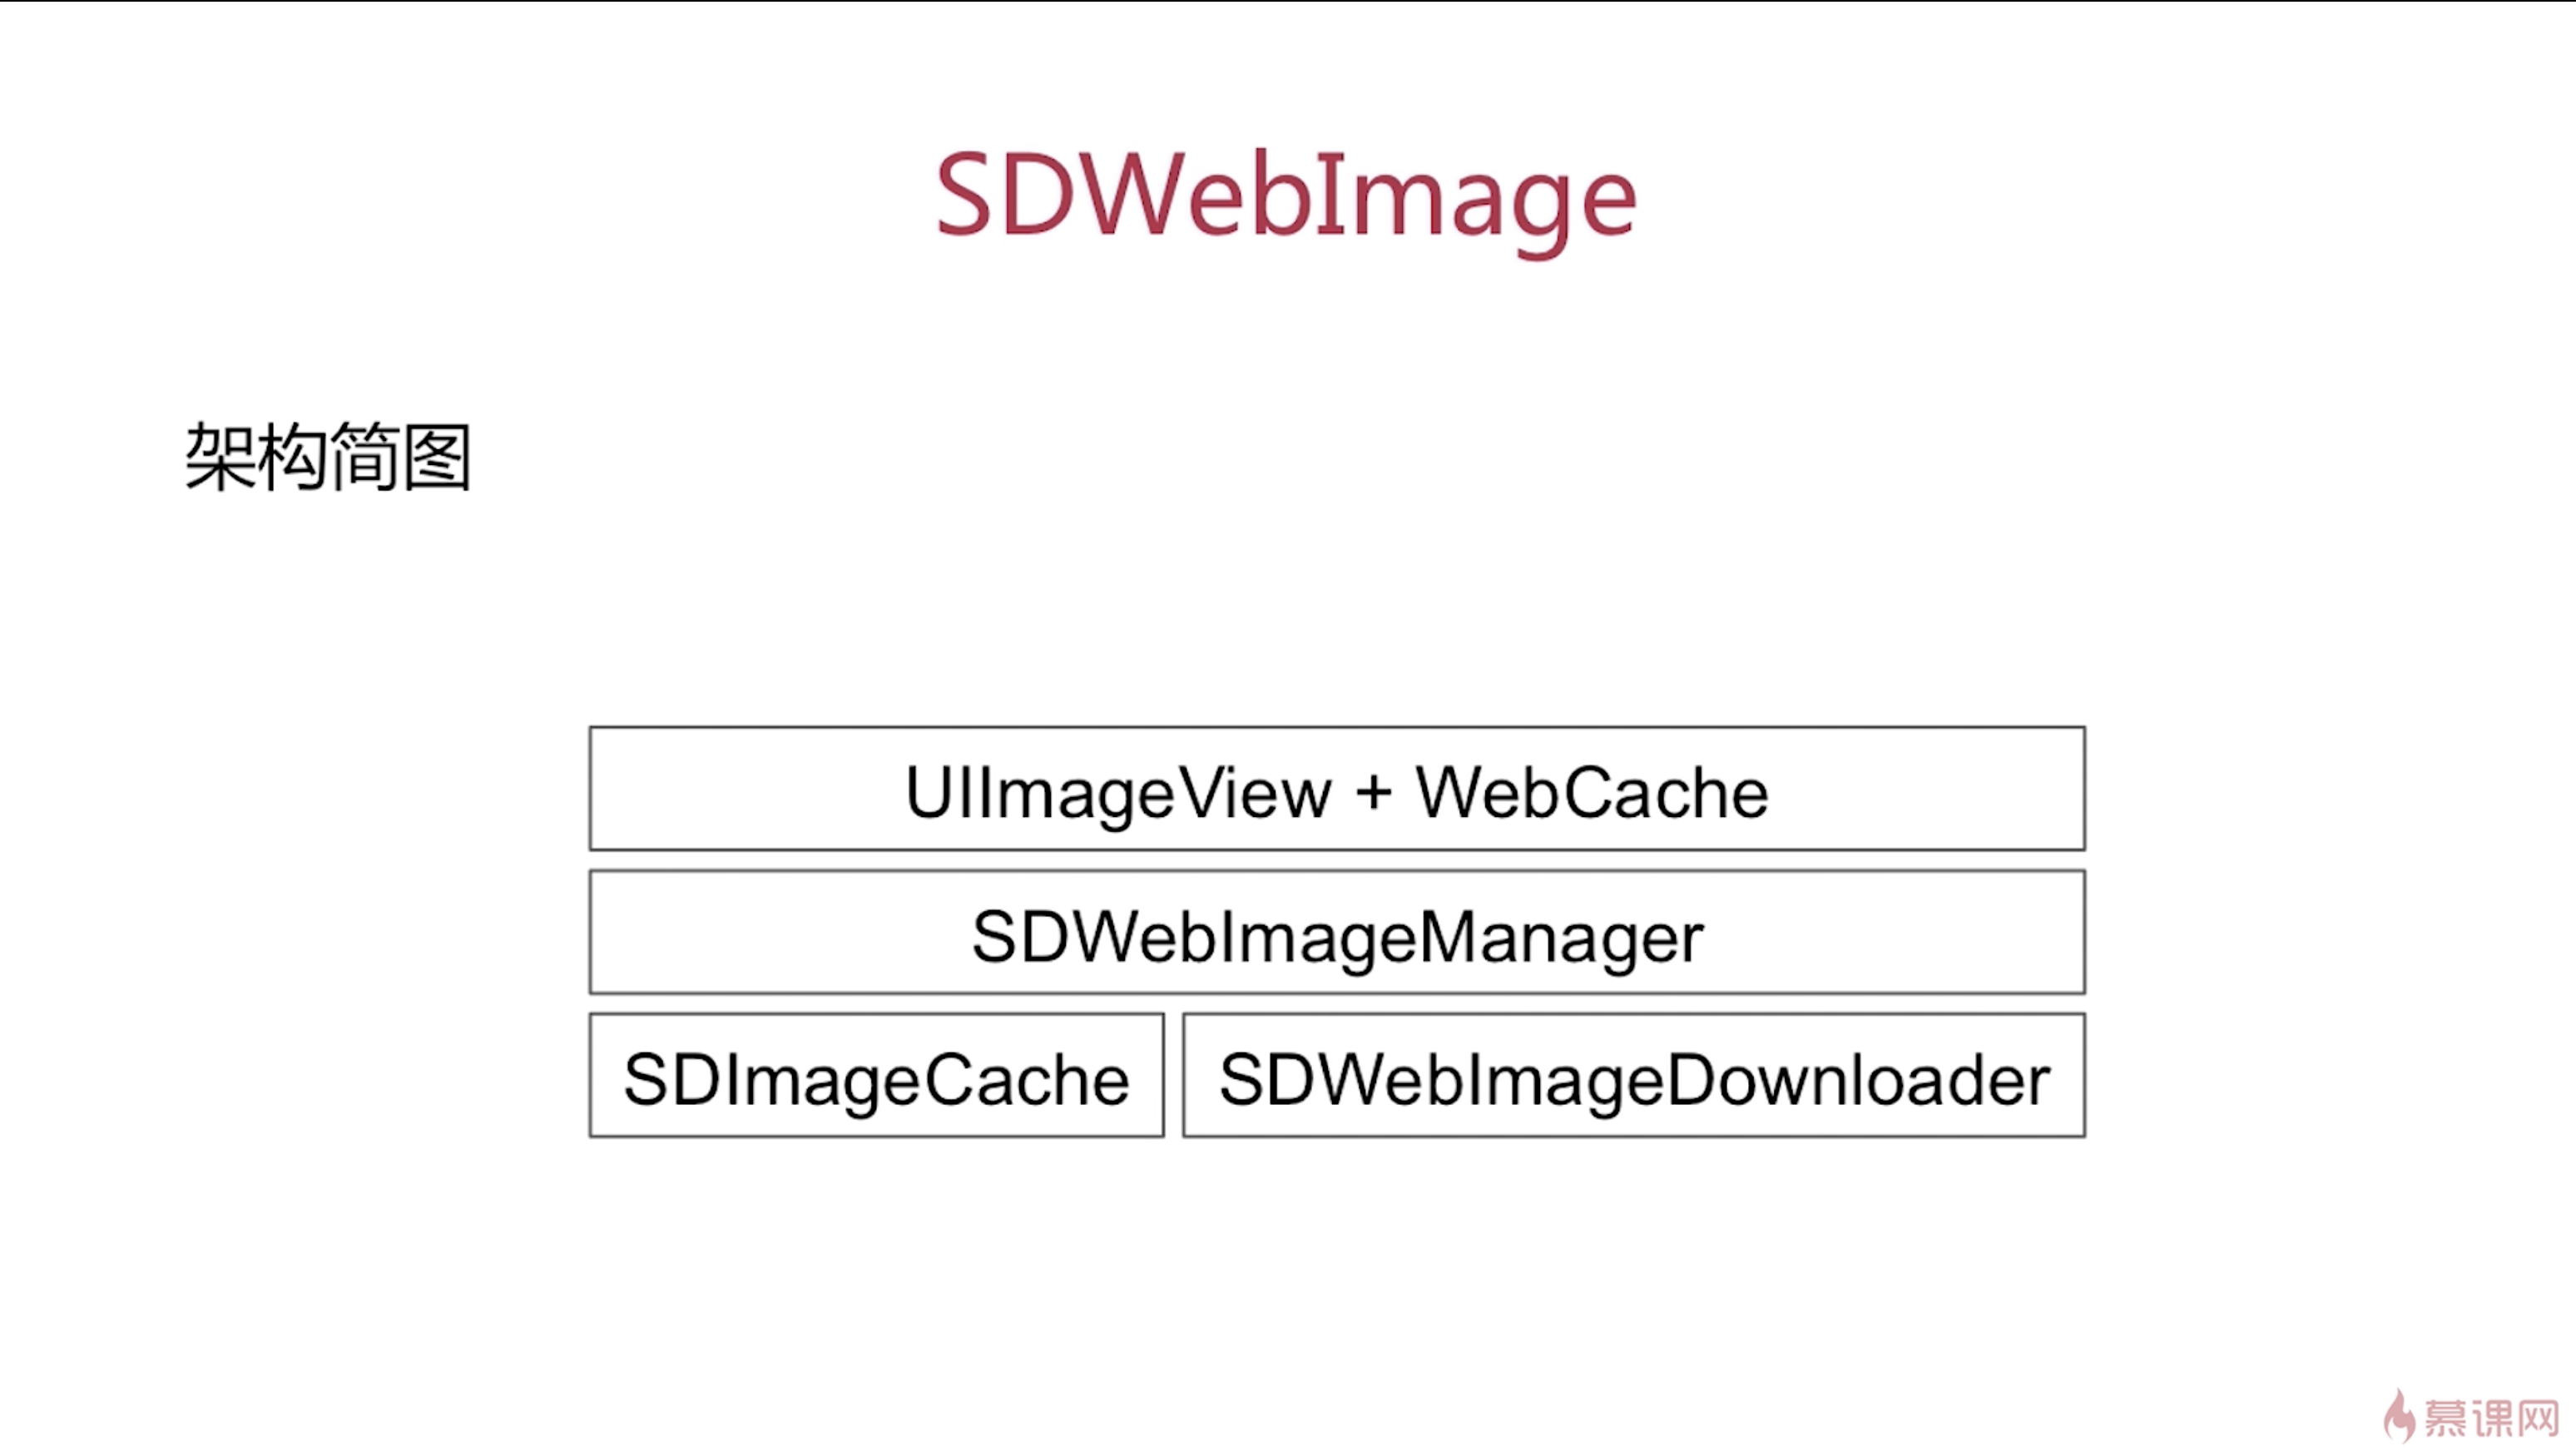 SDWebImage
架构简图
UIImageView + WebCache
SDWebImageManager
SDImageCache SDWebImageDownloader
慕课网